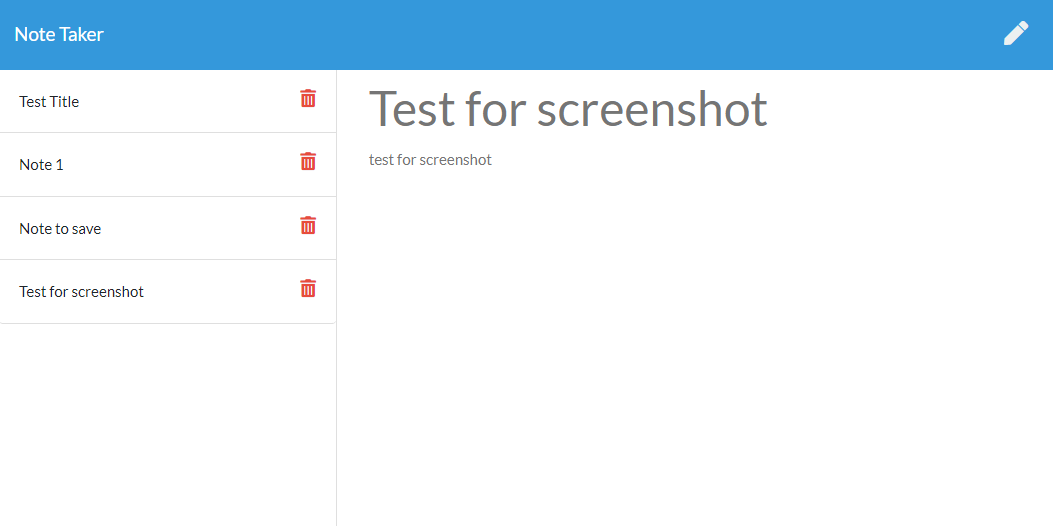 Note Taker
Test Title
Note 1
Note to save
Test for screenshot
Test for screenshot
test for screenshot